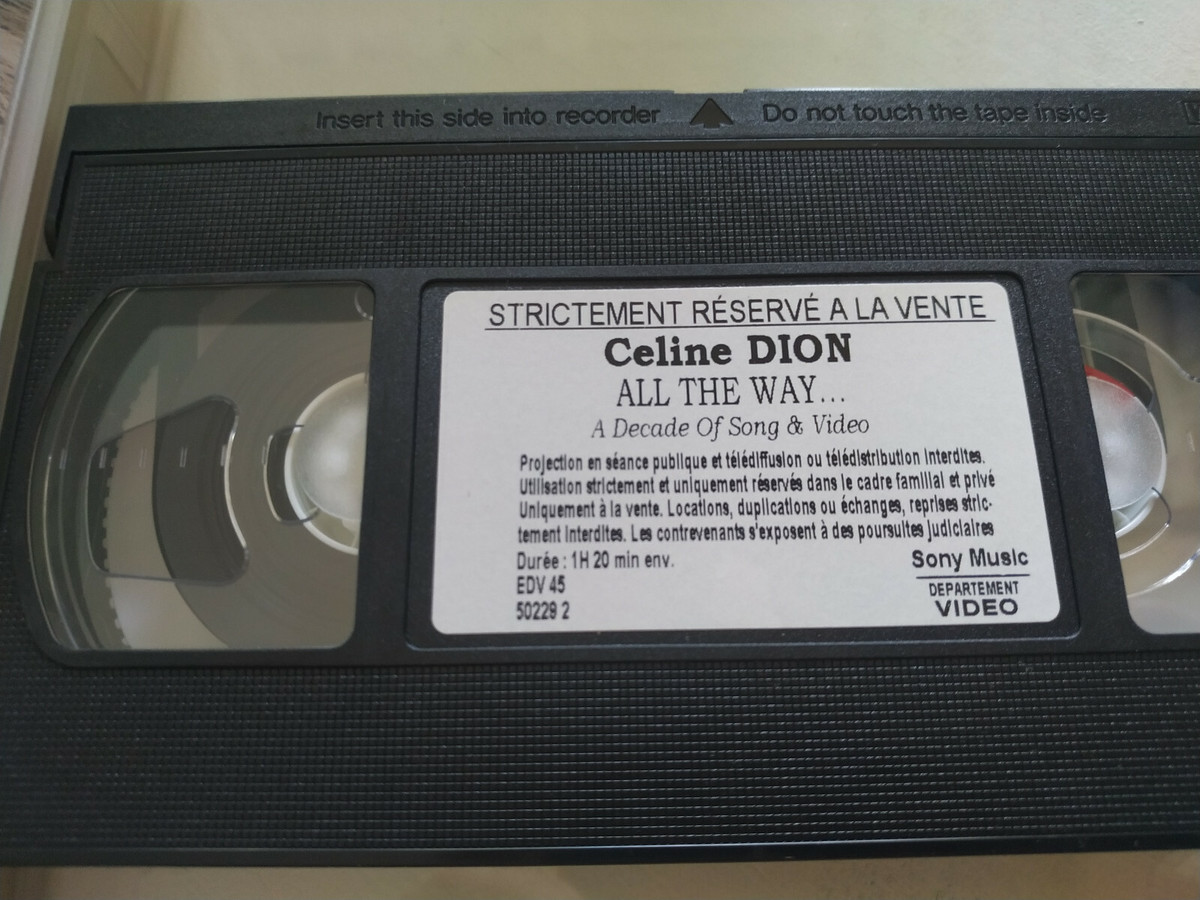 Insert this side into recorder Do not touch the tape inside
STRICTEMENT RÉSERVÉ A LA VENTE
Celine DION
ALL THE WAY...
A Decade Of Song & Video
Projection en séance publique et télédiffusion ou télédistribution interdites.
Utilisation strictement et uniquement réservés dans le cadre familial et privé
Uniquement à la vente. Locations, duplications ou échanges, reprises stric-
tement interdites. Les contrevenants s'exposent à des poursuites judiciaires
Durée : 1H 20 min env.
EDV 45
50229 2
Sony Music
DEPARTEMENT
VIDEO